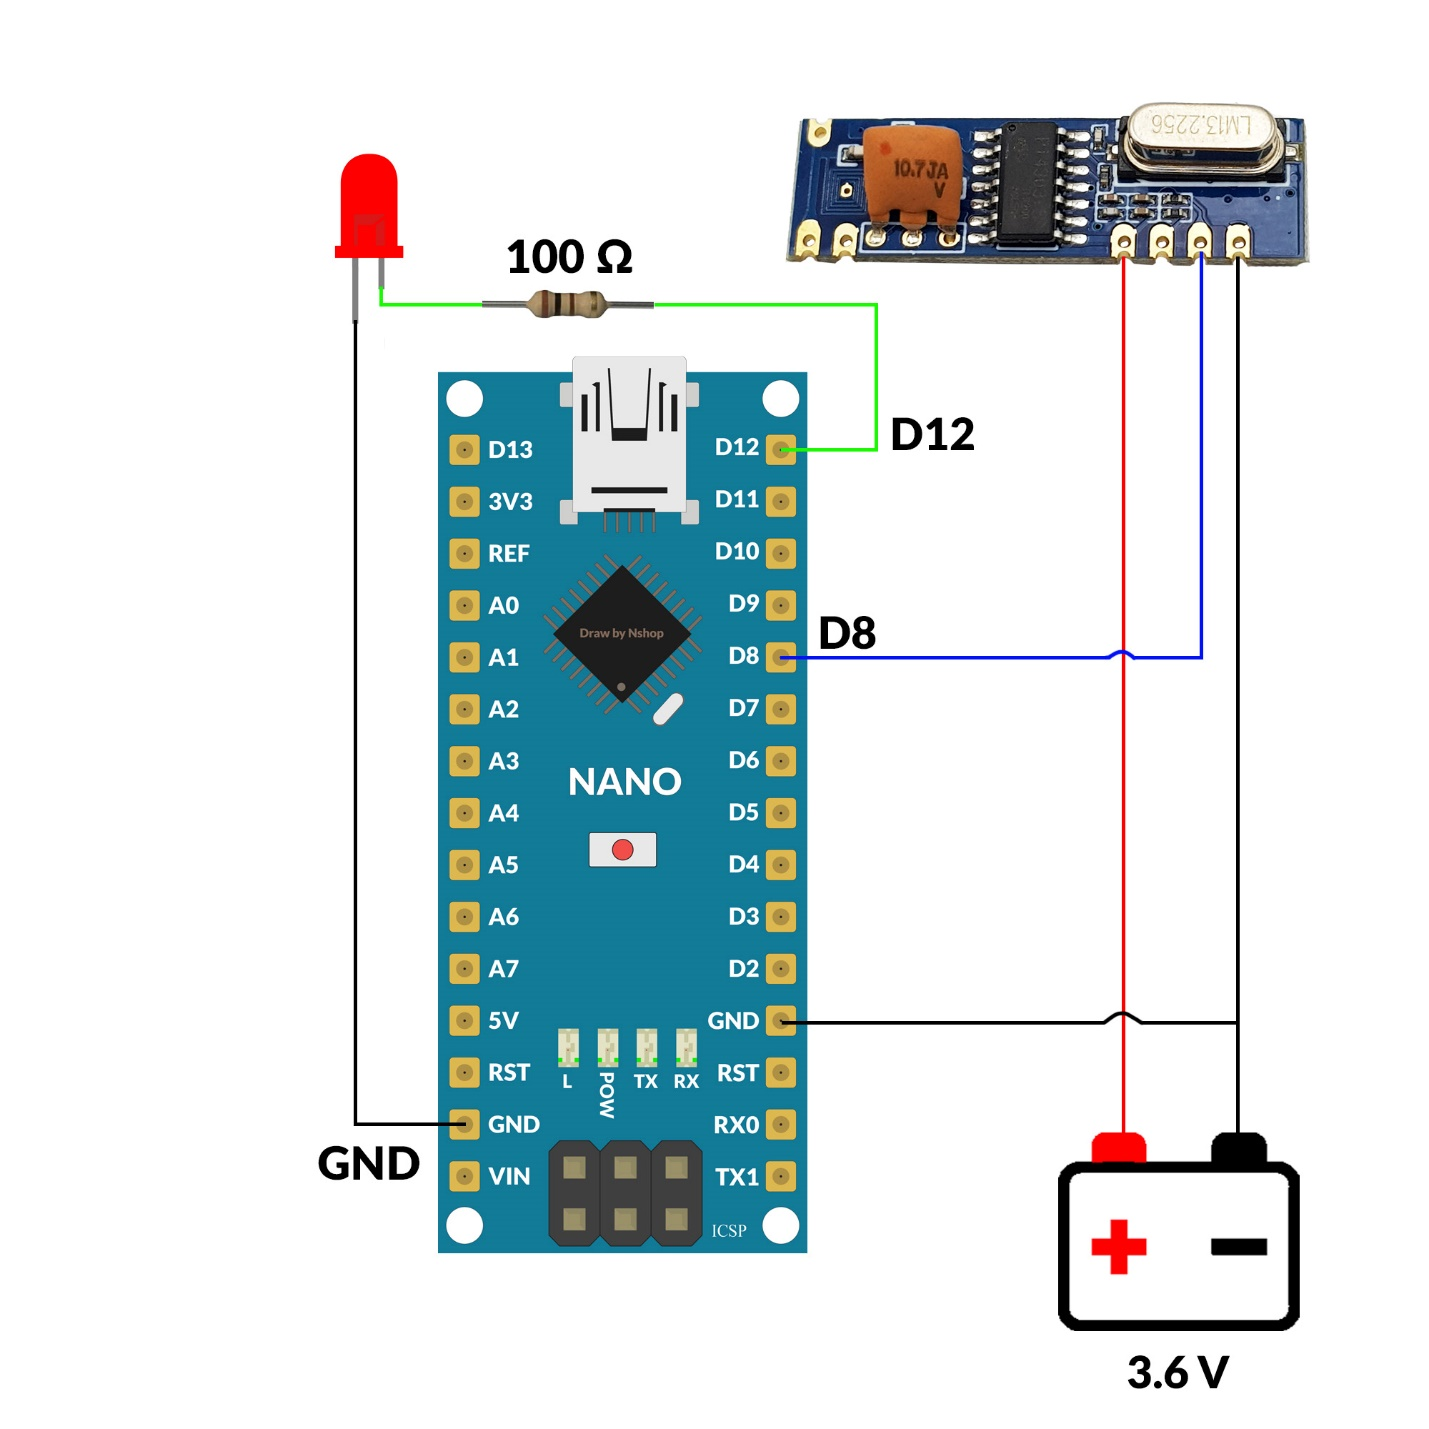 LM13.2256
10.7JA
V
100 Ω
D12
D13
3V3
REF
A0
A1
A2
A3
A4
A5
A6
A7
5V
RST
GND
VIN
D12
D11
D10
D9
D8
D7
D6
D5
D4
D3
D2
GND
RST
RX0
TX1
Draw by Nshop
NANO
L
POW
TX
RX
ICSP
D8
GND
3.6 V